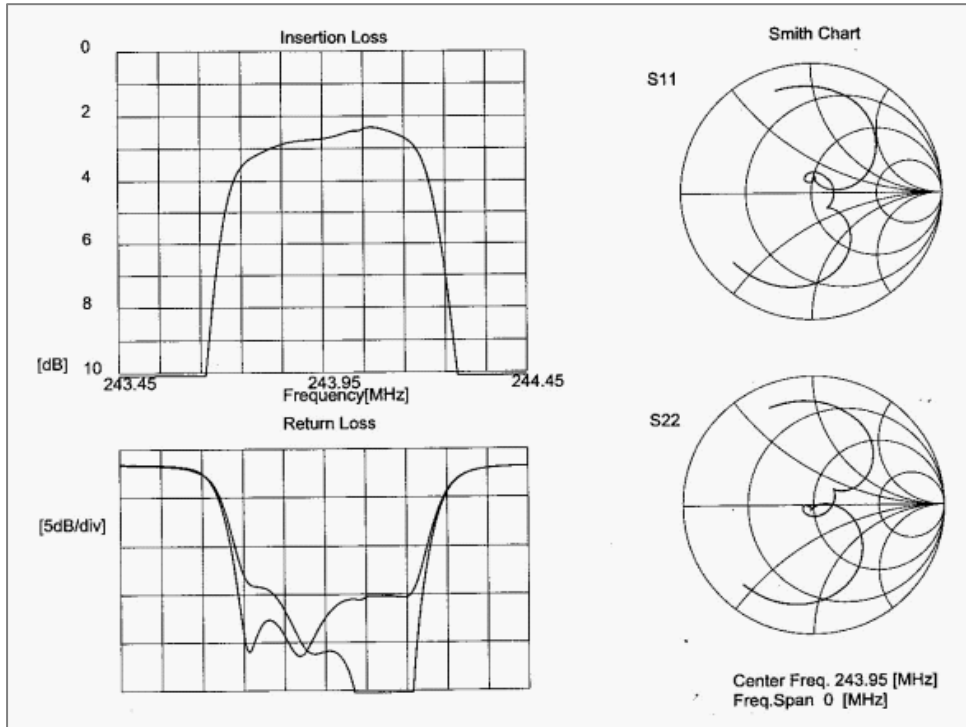 Insertion Loss
0
2
4
6
8
[dB] 10
243.45 243.95 244.45
Frequency[MHz]
Return Loss
[5dB/div]
Smith Chart
S11
S22
Center Freq. 243.95 [MHz]
Freq.Span 0 [MHz]